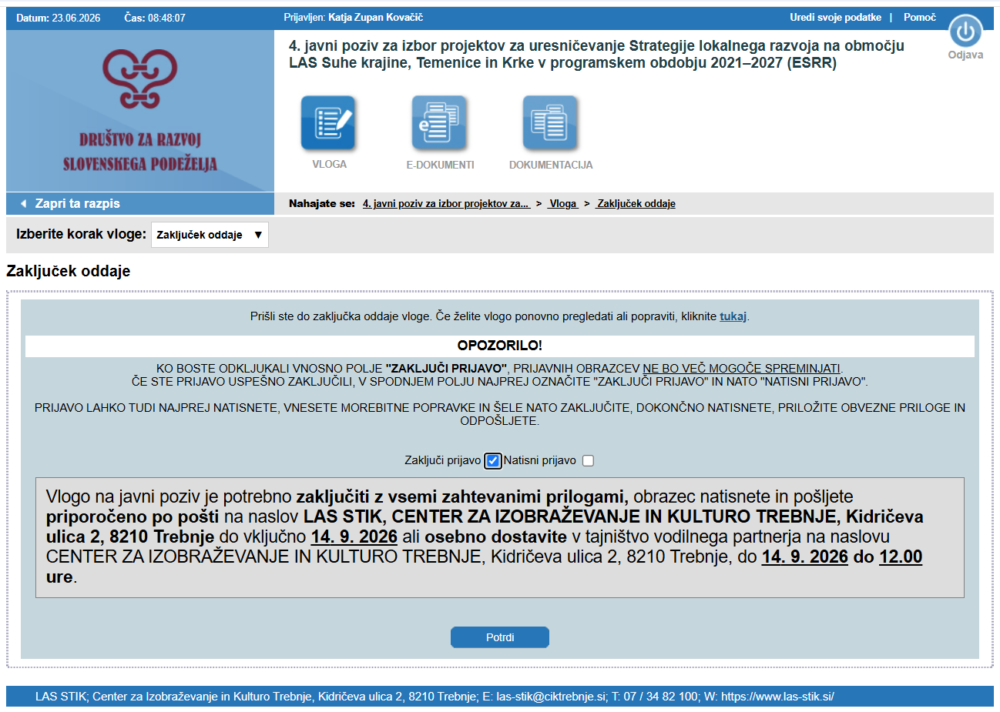 Datum: 23.06.2026 Čas: 08:48:07 Prijavljen: Katja Zupan Kovačič Uredi svoje podatke | Pomoč
Odjava
DRUŠTVO ZA RAZVOJ
SLOVENSKEGA PODEŽELJA
4. javni poziv za izbor projektov za uresničevanje Strategije lokalnega razvoja na območju
LAS Suhe krajine, Temenice in Krke v programskem obdobju 2021–2027 (ESRR)
VLOGA E-DOKUMENTI DOKUMENTACIJA
Zapri ta razpis
Nahajate se: 4. javni poziv za izbor projektov za... > Vloga > Zaključek oddaje
Izberite korak vloge: Zaključek oddaje ▼
Zaključek oddaje
Prišli ste do zaključka oddaje vloge. Če želite vlogo ponovno pregledati ali popraviti, kliknite tukaj.
OPOZORILO!
KO BOSTE ODKLJUKALI VNOSNO POLJE "ZAKLJUČI PRIJAVO", PRIJAVNIH OBRAZCEV NE BO VEČ MOGOČE SPREMINJATI.
ČE STE PRIJAVO USPEŠNO ZAKLJUČILI, V SPODNJEM POLJU NAJPREJ OZNAČITE "ZAKLJUČI PRIJAVO" IN NATO "NATISNI PRIJAVO".
PRIJAVO LAHKO TUDI NAJPREJ NATISNETE, VNESETE MOREBITNE POPRAVKE IN ŠELE NATO ZAKLJUČITE, DOKONČNO NATISNETE, PRILOŽITE OBVEZNE PRILOGE IN
ODPOŠLJETE.
Zaključi prijavo Natisni prijavo
Vlogo na javni poziv je potrebno zaključiti z vsemi zahtevanimi prilogami, obrazec natisnete in pošljete
priporočeno po pošti na naslov LAS STIK, CENTER ZA IZOBRAŽEVANJE IN KULTURO TREBNJE, Kidričeva
ulica 2, 8210 Trebnje do vključno 14. 9. 2026 ali osebno dostavite v tajništvo vodilnega partnerja na naslovu
CENTER ZA IZOBRAŽEVANJE IN KULTURO TREBNJE, Kidričeva ulica 2, 8210 Trebnje, do 14. 9. 2026 do 12.00
ure.
Potrdi
LAS STIK; Center za Izobraževanje in Kulturo Trebnje, Kidričeva ulica 2, 8210 Trebnje; E: las-stik@ciktrebnje.si; T: 07 / 34 82 100; W: https://www.las-stik.si/